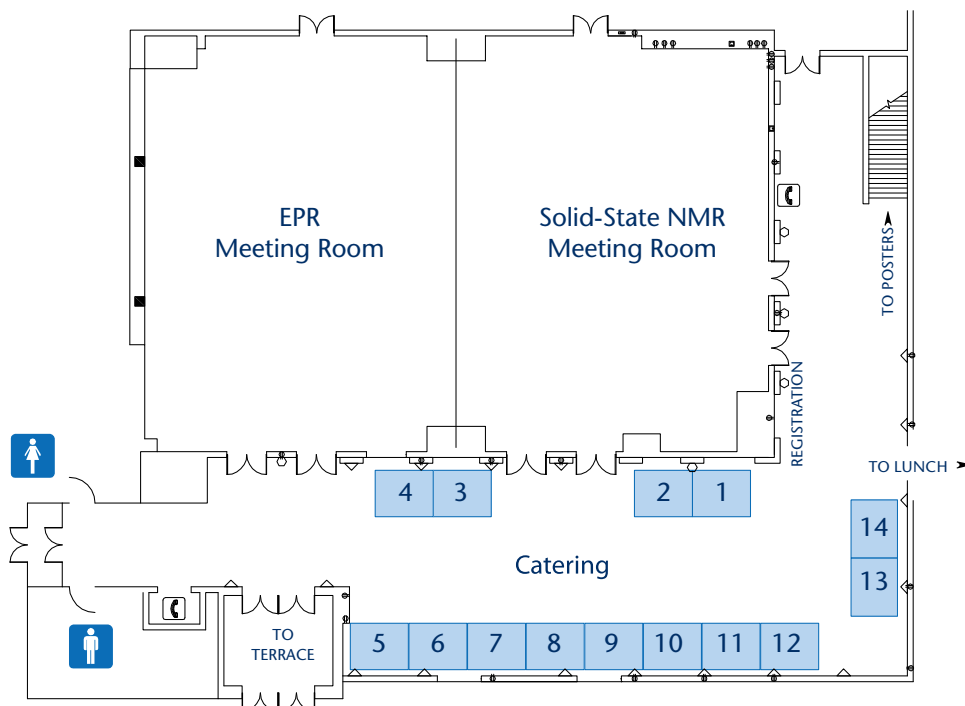 EPR
Meeting Room
Solid-State NMR
Meeting Room
TO POSTERS
REGISTRATION
TO LUNCH
4 3
2 1
14
13
Catering
5 6 7 8 9 10 11 12
TO
TERRACE